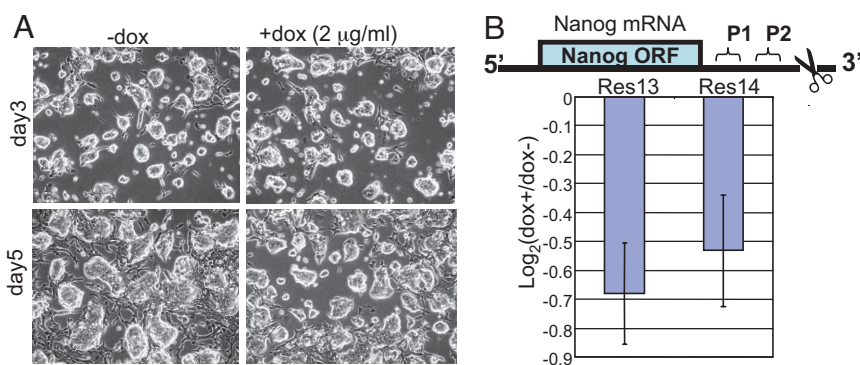 A
-dox
+dox (2 μg/ml)
day3
day5
B
Nanog mRNA
P1 P2
5’ Nanog ORF 3’
Res13 Res14
Log2(dox+/dox-)
0
-0.1
-0.2
-0.3
-0.4
-0.5
-0.6
-0.7
-0.8
-0.9